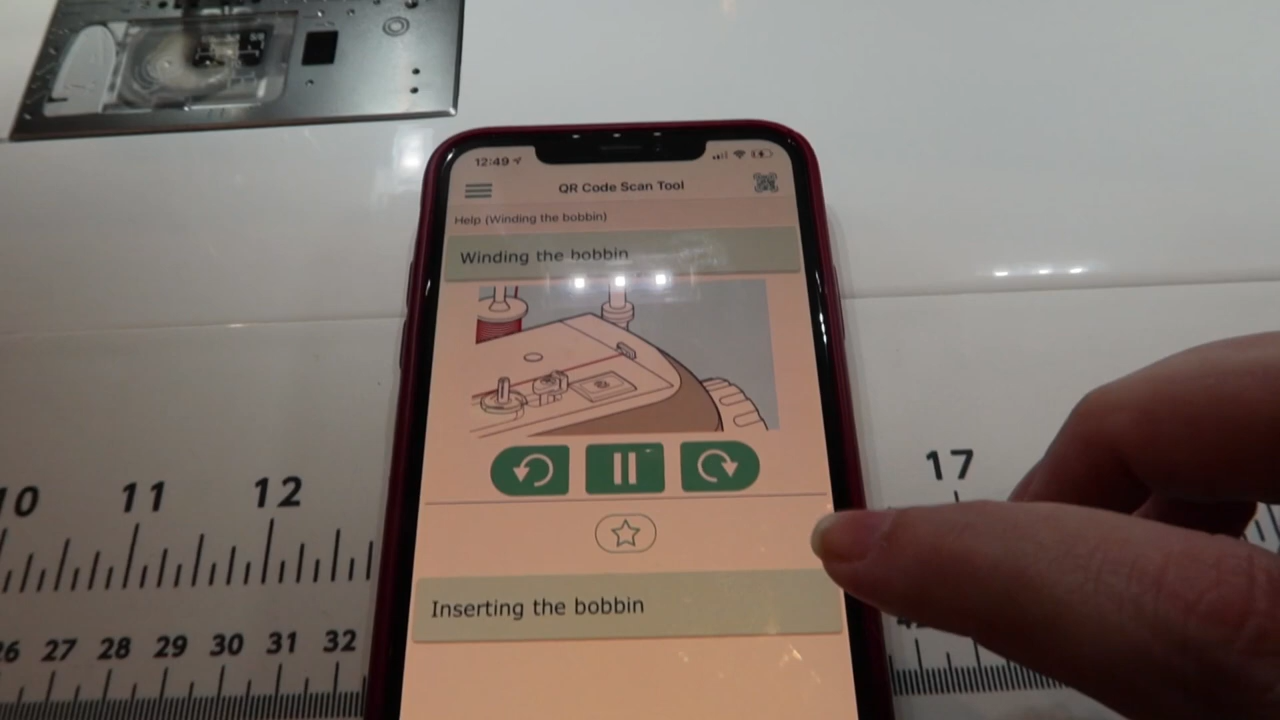 12:49
QR Code Scan Tool
Help (Winding the bobbin)
Winding the bobbin
Inserting the bobbin
10 11 12
17
26 27 28 29 30 31 32